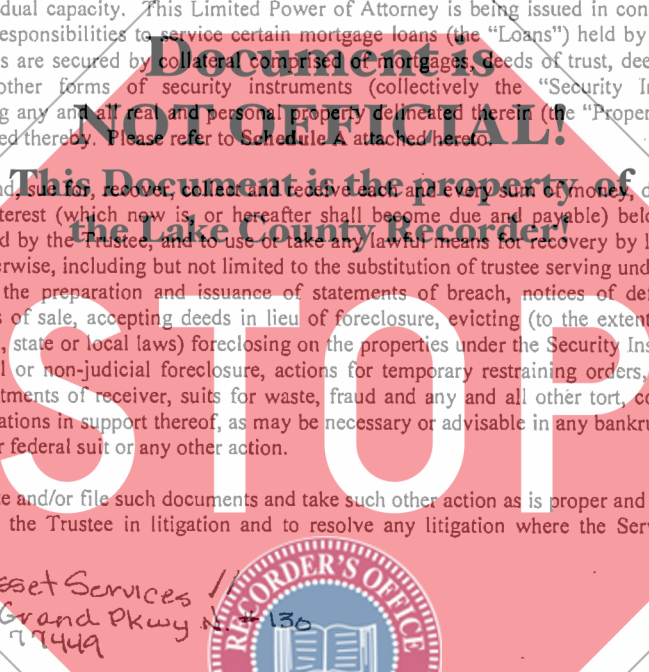 dual capacity. This Limited Power of Attorney is being issued in con
esponsibilities to service certain mortgage loans (the “Loans”) held by
s are secured by collateral comprised of mortgages, deeds of trust, dee
other forms of security instruments (collectively the “Security In
g any and all real and personal property delineated therein (the “Proper
ed thereby. Please refer to Schedule A attached hereto.
Document is
NOT OFFICIAL!
This Document is the property of
the Lake County Recorder!
nd, sue for, recover, collect and receive each and every sum of money, d
terest (which now is, or hereafter shall become due and payable) belo
d by the Trustee, and to use or take any lawful means for recovery by l
erwise, including but not limited to the substitution of trustee serving und
the preparation and issuance of statements of breach, notices of def
s of sale, accepting deeds in lieu of foreclosure, evicting (to the extent
, state or local laws) foreclosing on the properties under the Security Ins
l or non-judicial foreclosure, actions for temporary restraining orders,
tments of receiver, suits for waste, fraud and any and all other tort, co
ations in support thereof, as may be necessary or advisable in any bankru
r federal suit or any other action.
STOP
te and/or file such documents and take such other action as is proper and
the Trustee in litigation and to resolve any litigation where the Serv
sset Services //
Grand Pkwy N. # 130
77449
RECORDER'S OFFICE